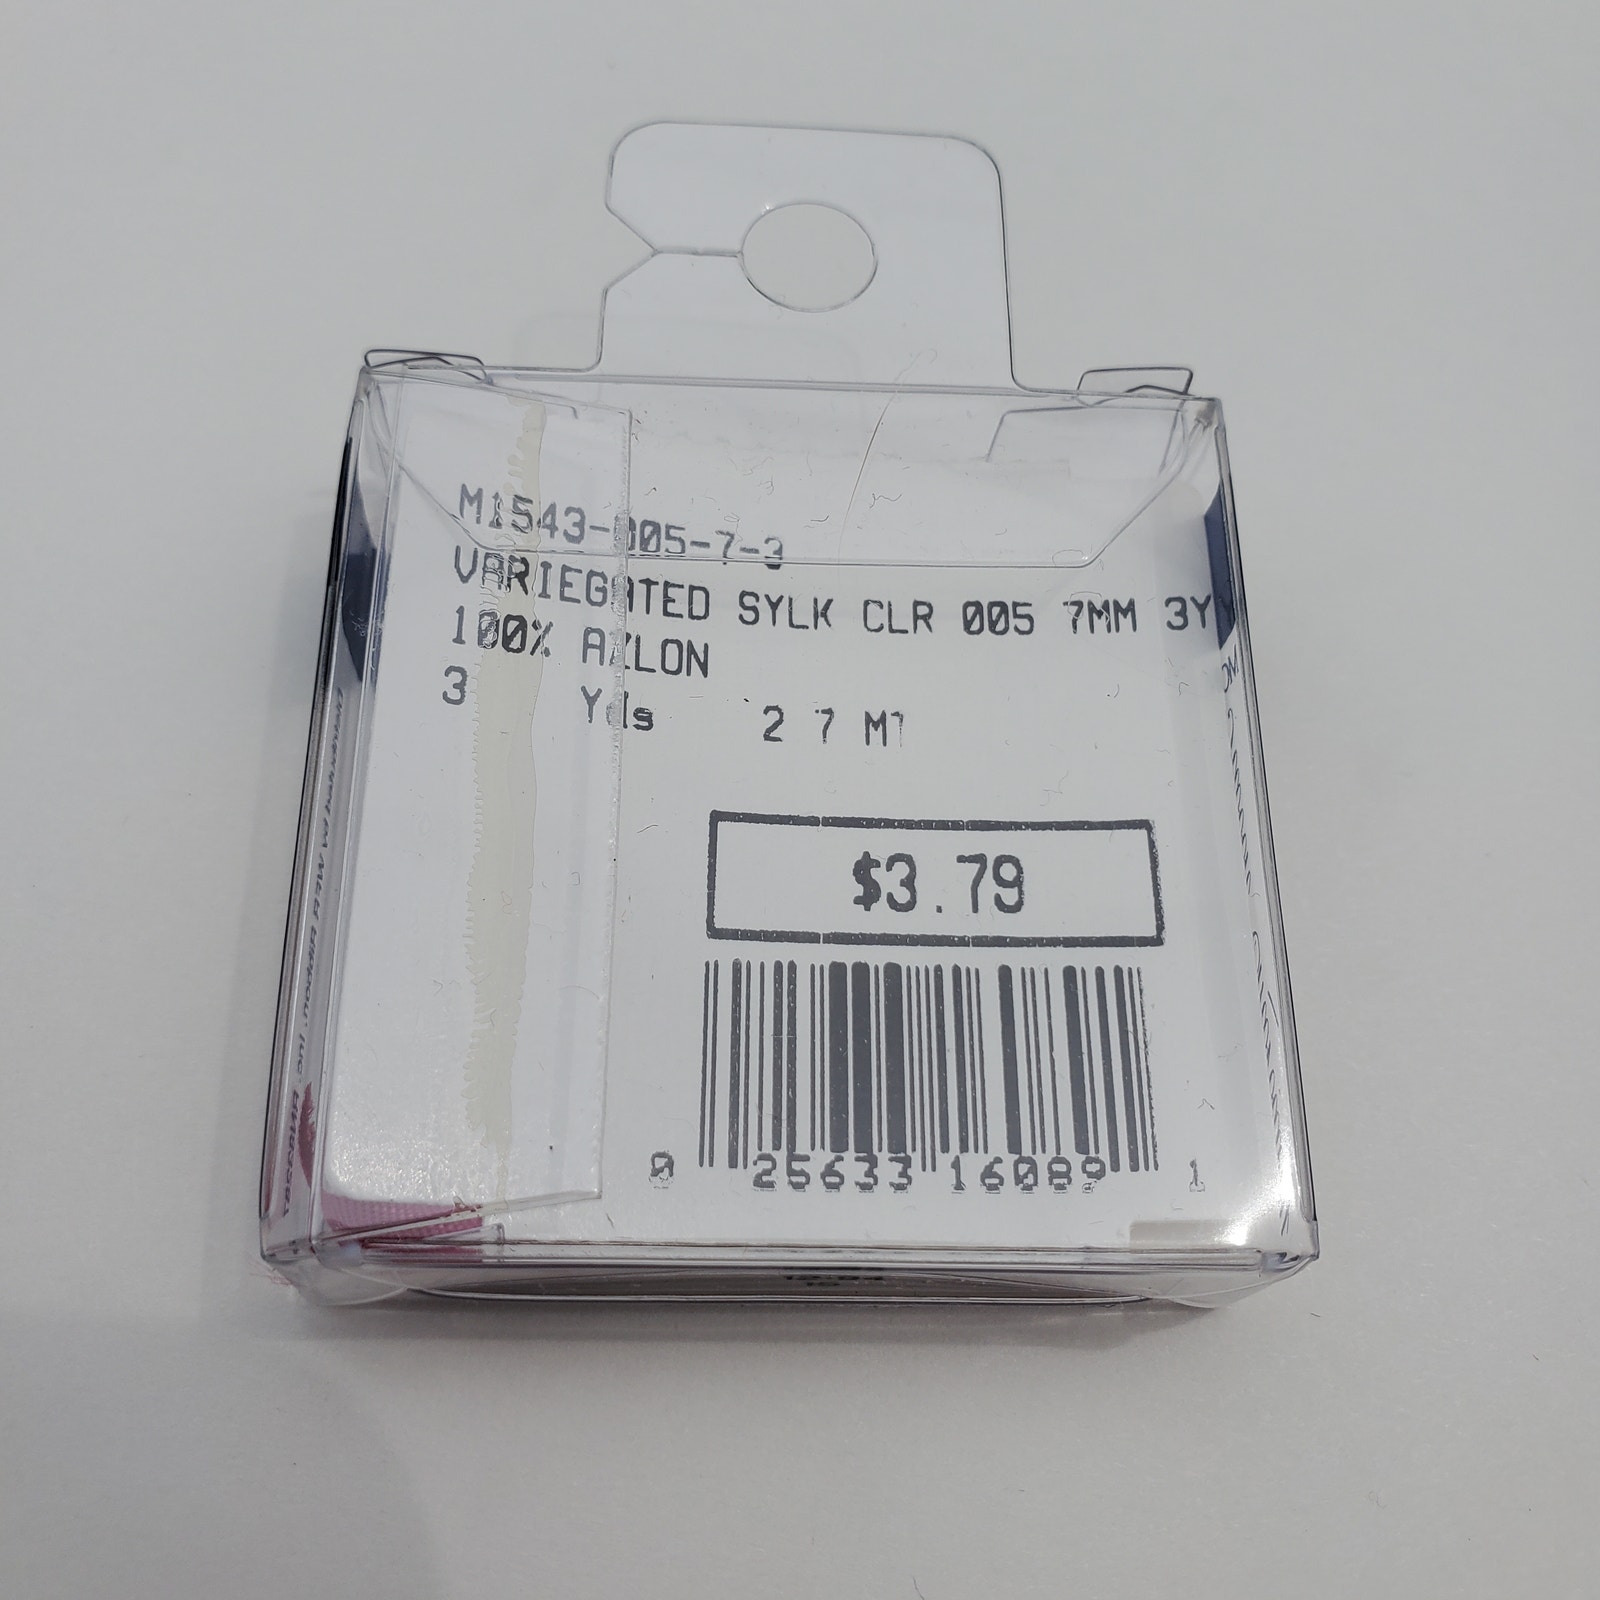 M1543-005-7-3
VARIEGATED SYLK CLR 005 7MM 3Y
100% AZLON
3 Yds 2 7 M
$3.79
0 25633 16089 1